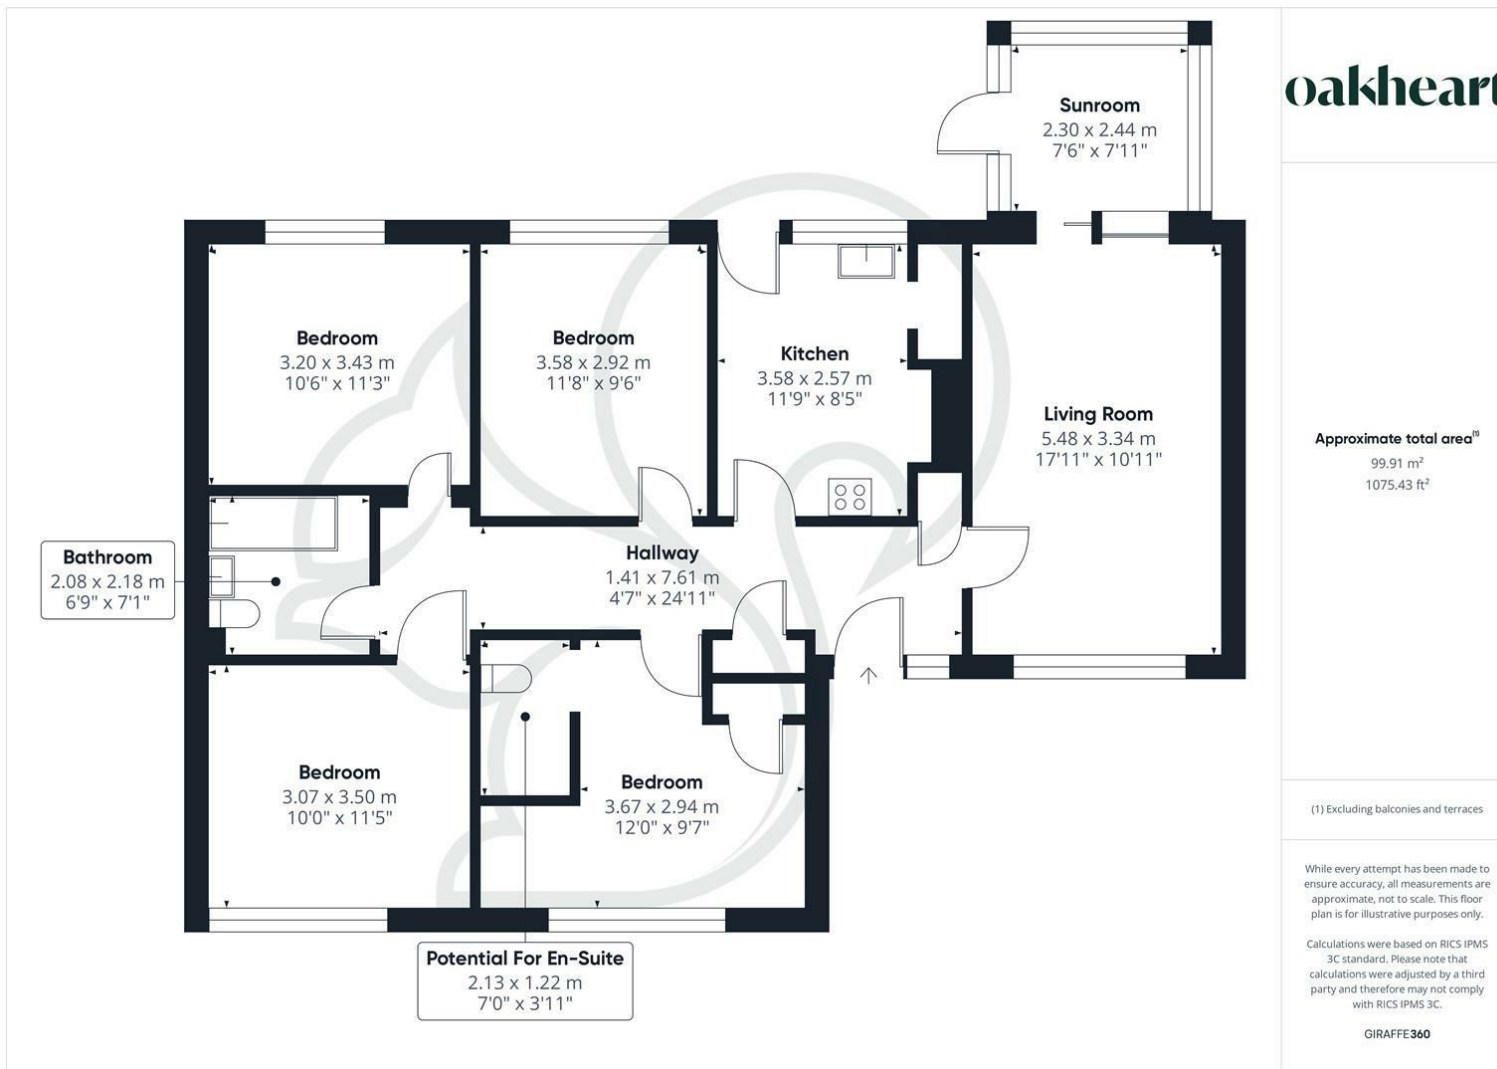 oakheart
Sunroom
2.30 x 2.44 m
7'6" x 7'11"
Bedroom
3.20 x 3.43 m
10'6" x 11'3"
Bedroom
3.58 x 2.92 m
11'8" x 9'6"
Kitchen
3.58 x 2.57 m
11'9" x 8'5"
Living Room
5.48 x 3.34 m
17'11" x 10'11"
Bathroom
2.08 x 2.18 m
6'9" x 7'1"
Hallway
1.41 x 7.61 m
4'7" x 24'11"
Bedroom
3.07 x 3.50 m
10'0" x 11'5"
Bedroom
3.67 x 2.94 m
12'0" x 9'7"
Potential For En-Suite
2.13 x 1.22 m
7'0" x 3'11"
Approximate total area(1)
99.91 m²
1075.43 ft²
(1) Excluding balconies and terraces
While every attempt has been made to
ensure accuracy, all measurements are
approximate, not to scale. This floor
plan is for illustrative purposes only.
Calculations were based on RICS IPMS
3C standard. Please note that
calculations were adjusted by a third
party and therefore may not comply
with RICS IPMS 3C.
GIRAFFE360